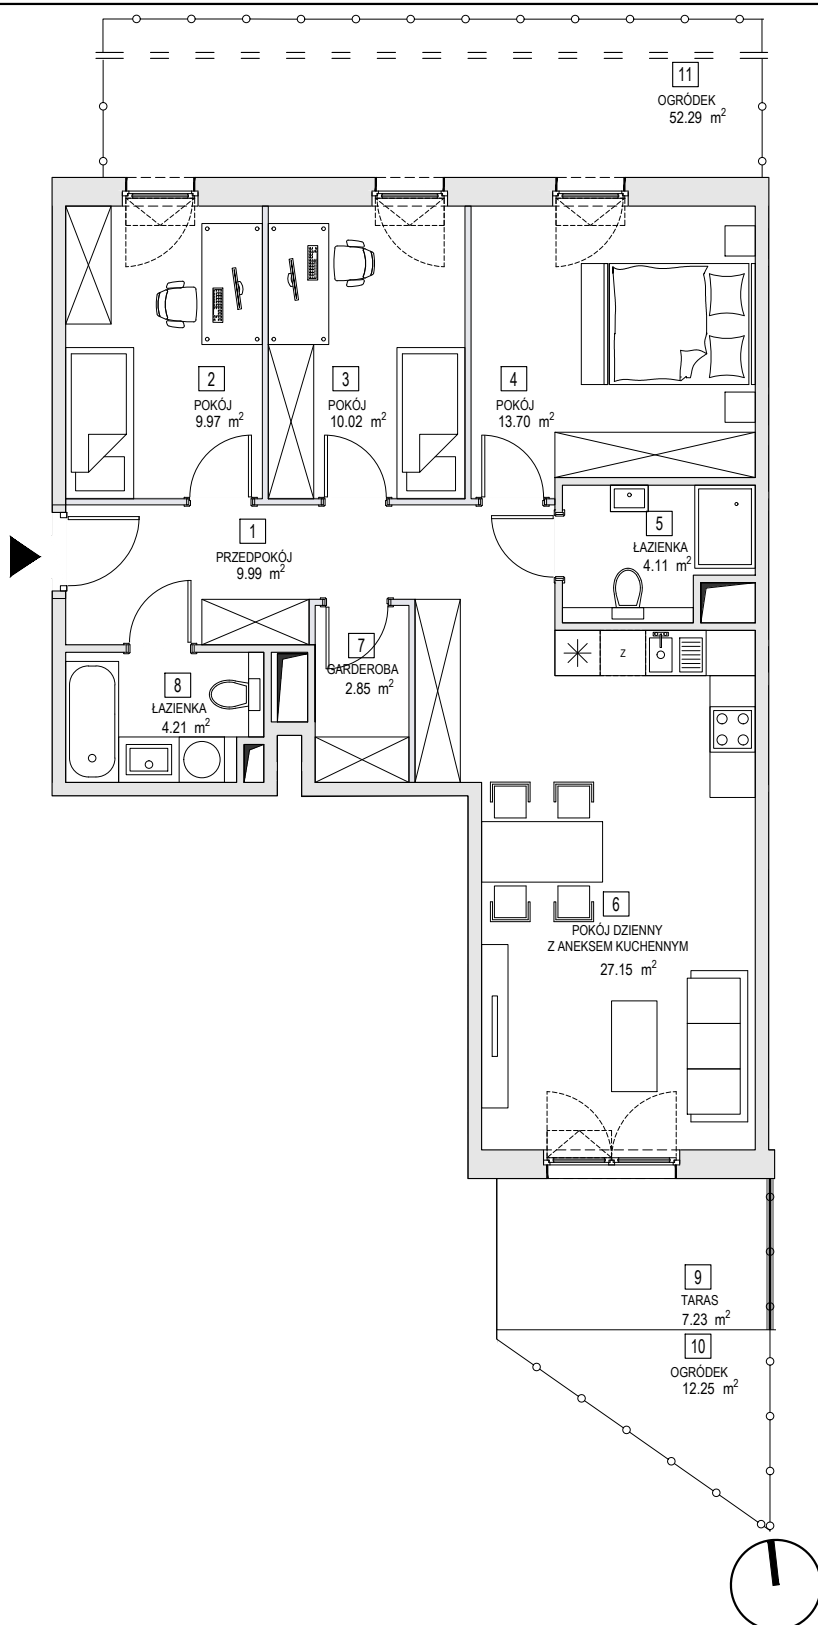 11
OGRÓDEK
52.29 m²
2
POKÓJ
9.97 m²
3
POKÓJ
10.02 m²
4
POKÓJ
13.70 m²
1
PRZEDPOKÓJ
9.99 m²
5
ŁAZIENKA
4.11 m²
7
GARDEROBA
2.85 m²
Z
8
ŁAZIENKA
4.21 m²
6
POKÓJ DZIENNY
Z ANEKSEM KUCHENNYM
27.15 m²
9
TARAS
7.23 m²
10
OGRÓDEK
12.25 m²